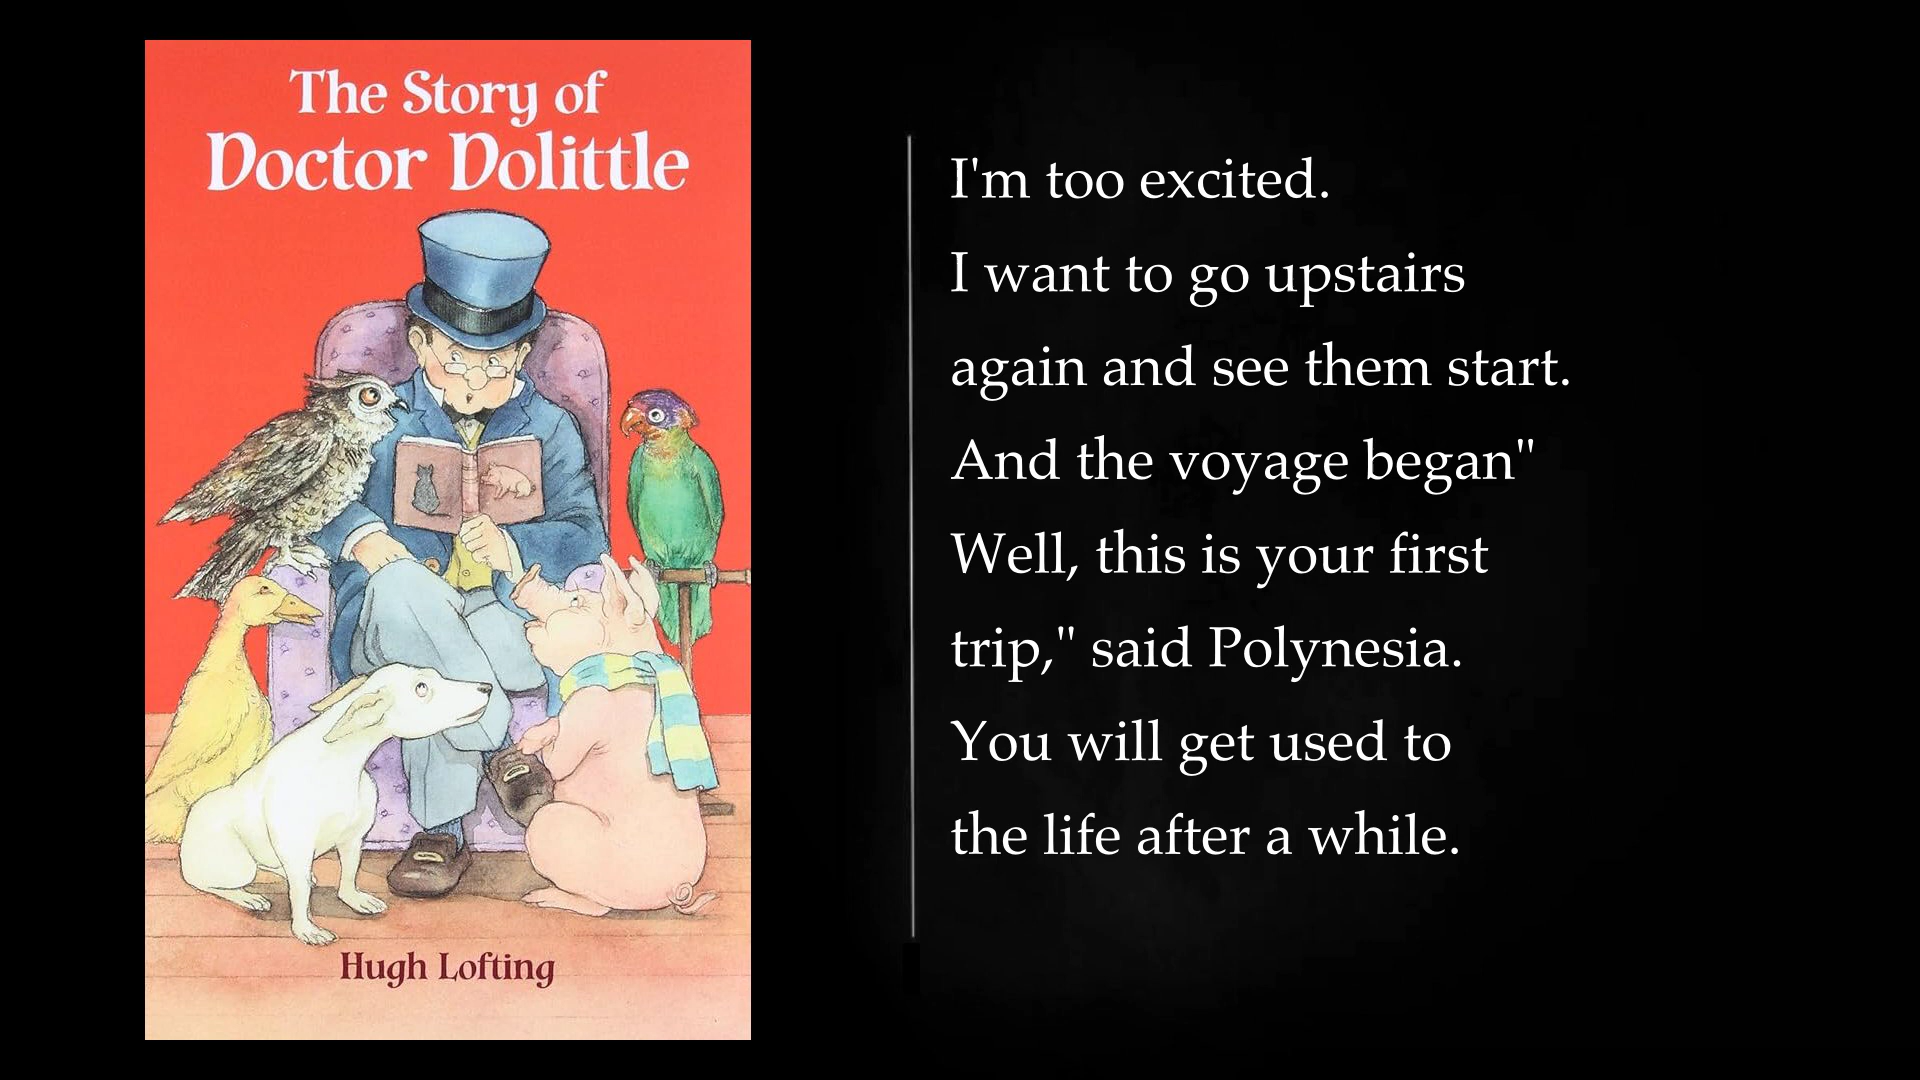 The Story of
Doctor Dolittle
Hugh Lofting
I'm too excited.
I want to go upstairs
again and see them start.
And the voyage began"
Well, this is your first
trip," said Polynesia.
You will get used to
the life after a while.